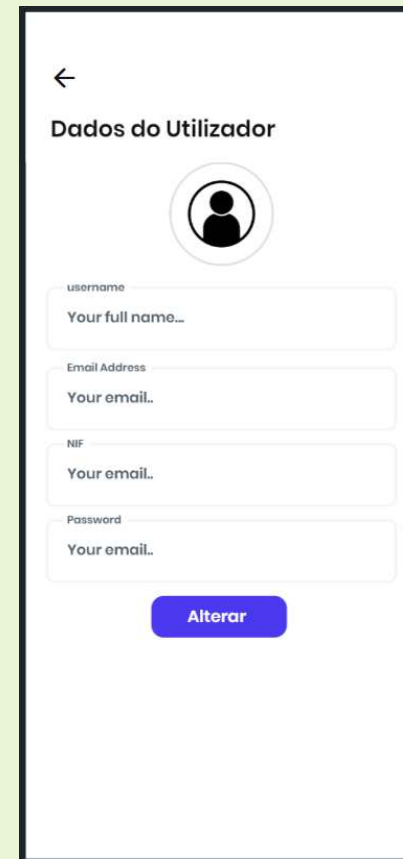 Dados do Utilizador
username
Your full name...
Email Address
Your email..
NIF
Your email..
Password
Your email..
Alterar